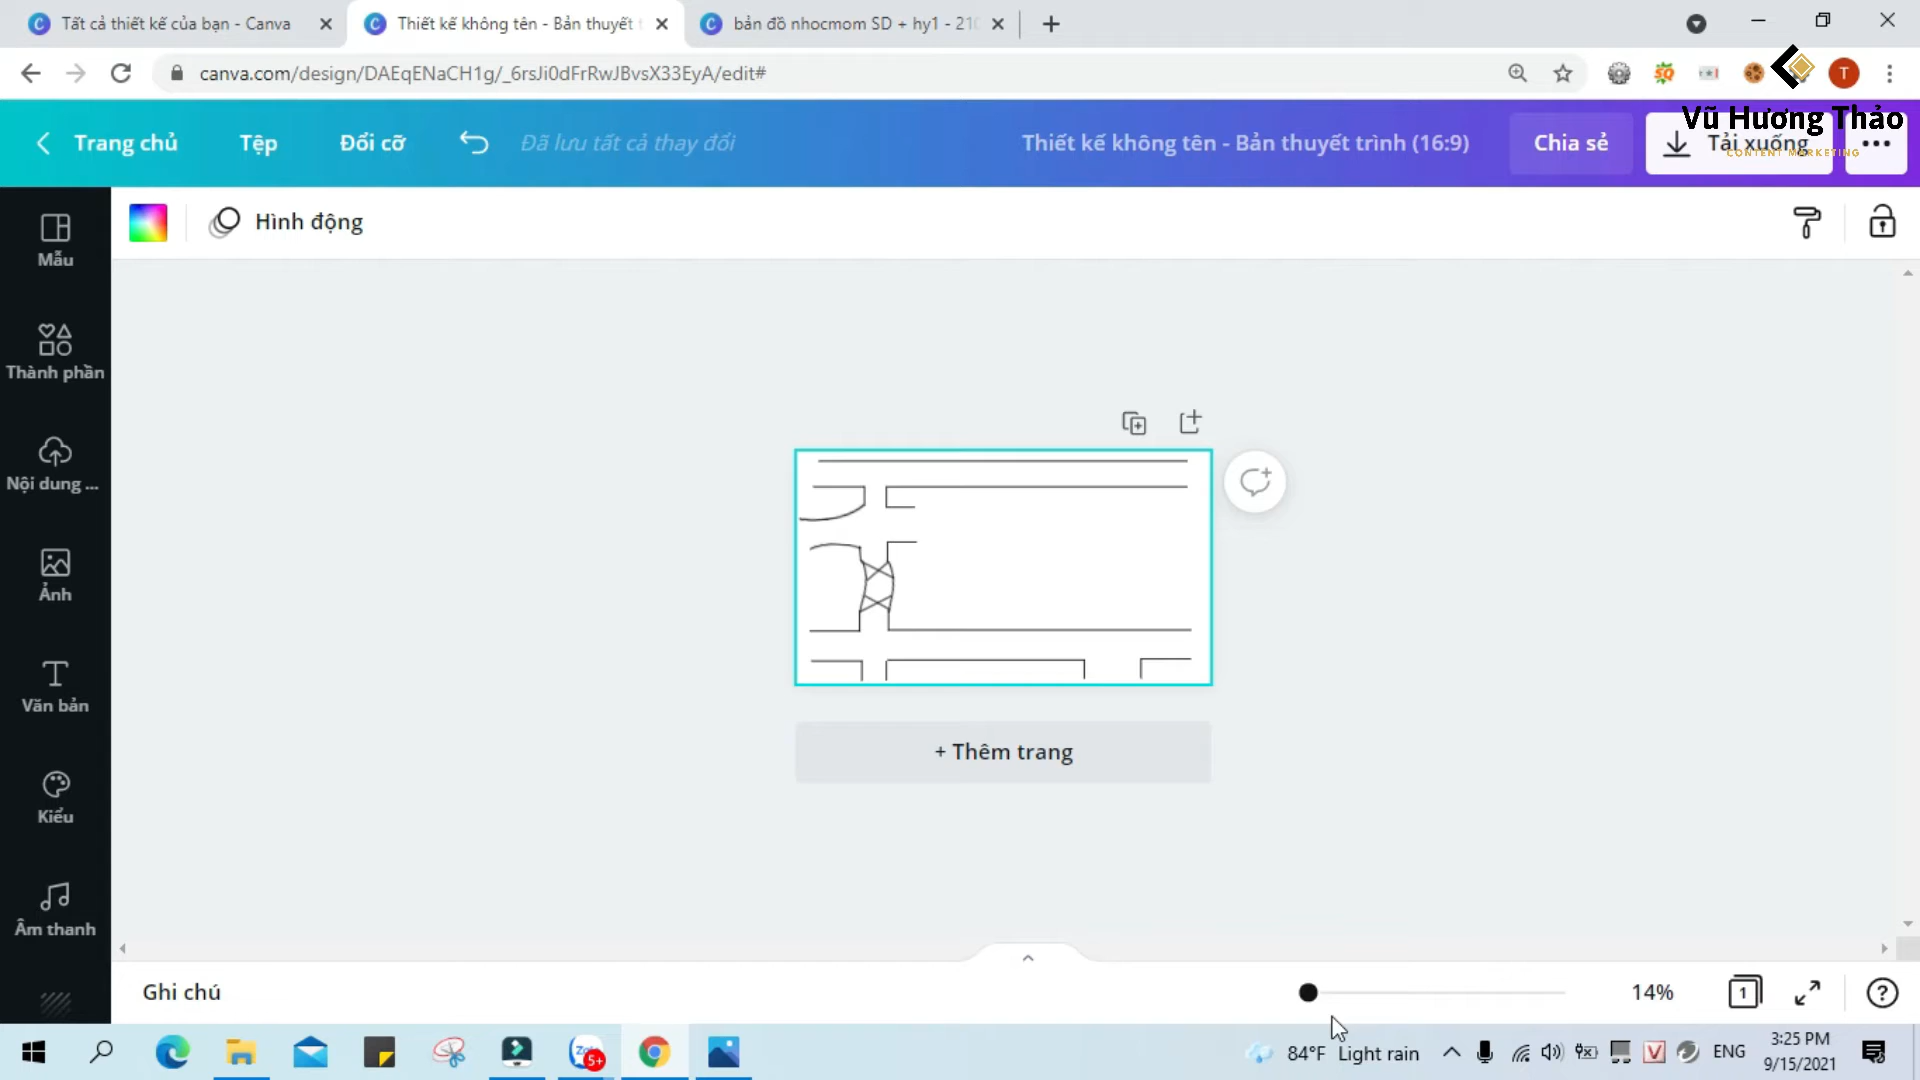 Tất cả thiết kế của bạn - Canva
Thiết kế không tên - Bản thuyết t
bản đồ nhocmom SD + hy1 - 210
canva.com/design/DAEqENaCH1g/_6rsJi0dFrRwJBvsX33EyA/edit#
SQ
T
Vũ Hương Thảo
CONTENT MARKETING
Trang chủ
Tệp
Đổi cỡ
Đã lưu tất cả thay đổi
Thiết kế không tên - Bản thuyết trình (16:9)
Chia sẻ
Tải xuống
Hình động
Mẫu
Thành phần
Nội dung ...
Ảnh
Văn bản
Kiểu
Âm thanh
+ Thêm trang
Ghi chú
14%
1
?
Zalo
5+
84°F Light rain
V
ENG
3:25 PM
9/15/2021